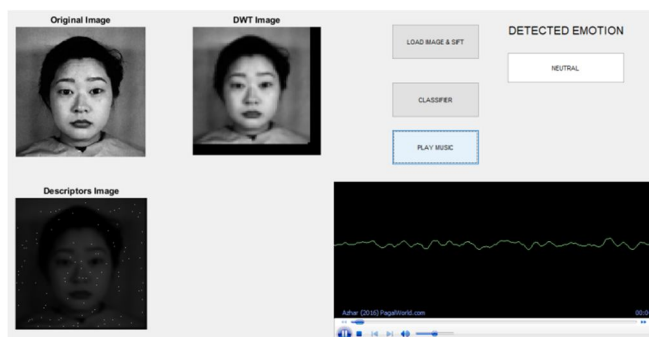 Original Image
DWT Image
LOAD IMAGE & SIFT
DETECTED EMOTION
NEUTRAL
CLASSIFIER
PLAY MUSIC
Descriptors Image
Azhar (2016) PagalWorld.com